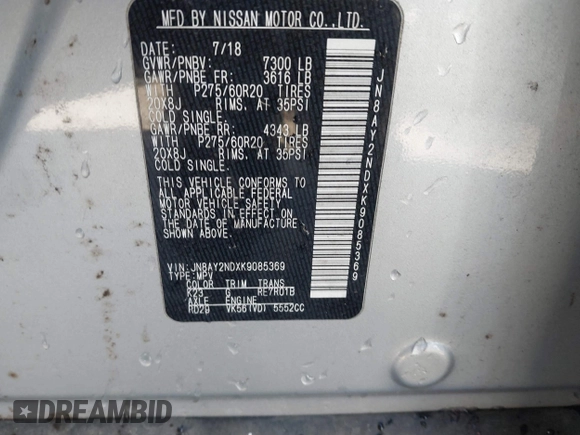 MFD BY NISSAN MOTOR CO.,LTD.
DATE: 7/18
GVWR/PNBV: 7300 LB
GAWR/PNBE FR: 3616 LB
WITH P275/60R20 TIRES
20X8J RIMS. AT 35PSI
COLD SINGLE.
GAWR/PNBE RR: 4343 LB
WITH. P275/60R20 TIRES
20X8J RIMS. AT 35PSI
COLD SINGLE.
THIS VEHICLE CONFORMS TO
ALL APPLICABLE FEDERAL
MOTOR VEHICLE SAFETY
STANDARDS IN EFFECT ON
THE DATE OF MANUFACTURE
SHOWN ABOVE.
VIN: JN8AY2NDXK9085369
TYPE: MPV
COLOR TRIM TRANS
K23 G RE7R01B
AXLE ENGINE
RD29 VK56(VD) 5552CC
JN8AY2NDXK9085369
DREAMBID